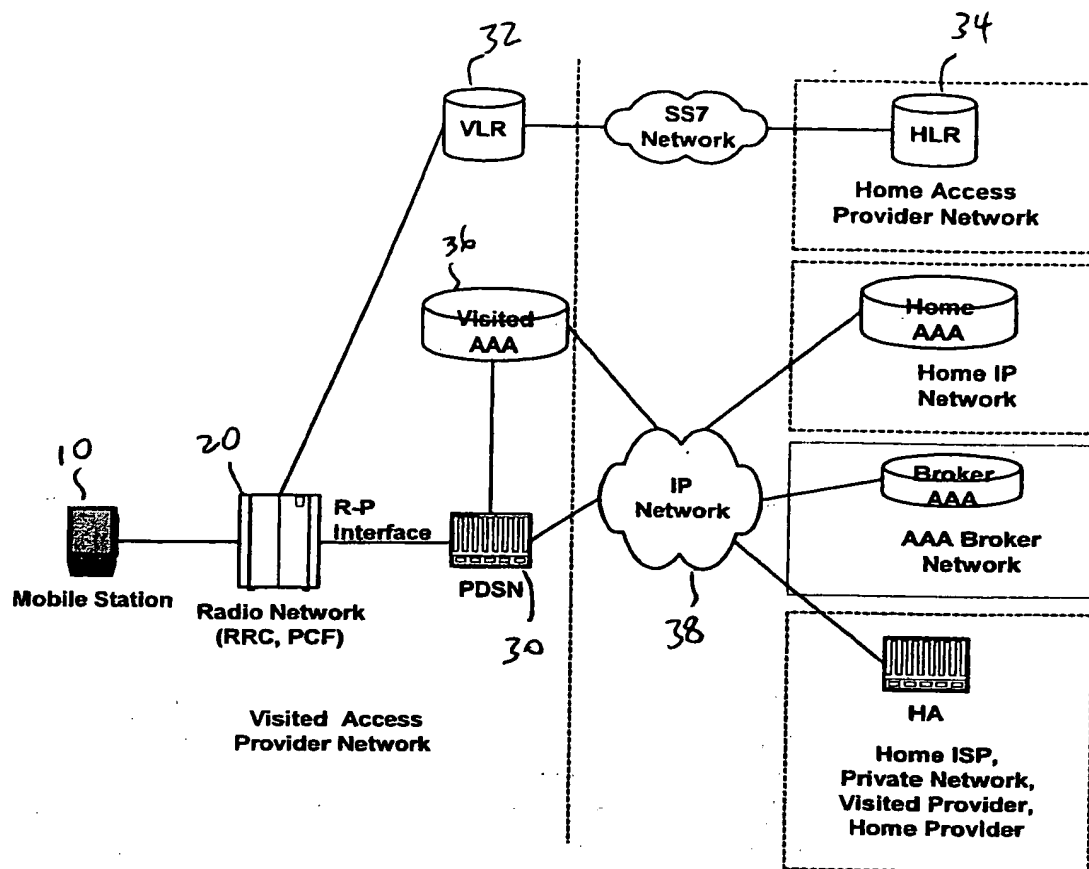 32
34
VLR
SS7
Network
HLR
Home Access
Provider Network
36
Visited
AAA
Home
AAA
Home IP
Network
10
20
R-P
Interface
IP
Network
Broker
AAA
AAA Broker
Network
PDSN
Mobile Station
Radio Network
(RRC, PCF)
30
38
HA
Visited Access
Provider Network
Home ISP,
Private Network,
Visited Provider,
Home Provider